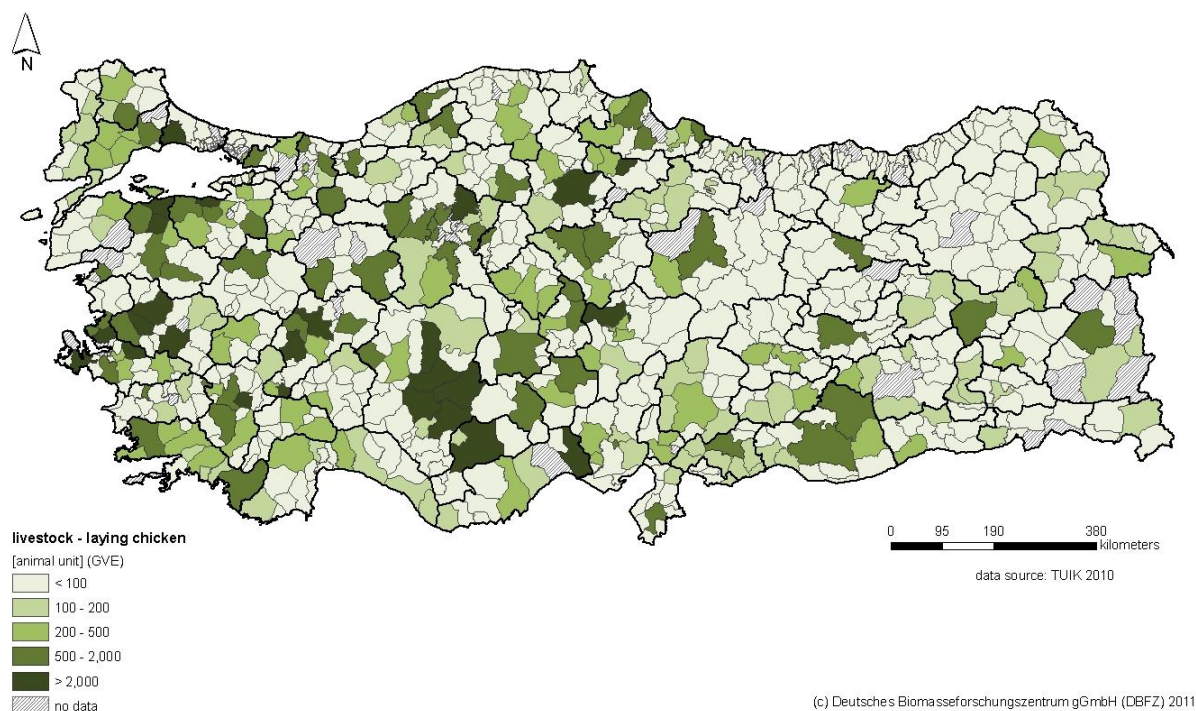 N
livestock - laying chicken
[animal unit] (GVE)
< 100
100 - 200
200 - 500
500 - 2,000
> 2,000
no data
0 95 190 380
kilometers
data source: TUIK 2010
(c) Deutsches Biomasseforschungszentrum gGmbH (DBFZ) 2011